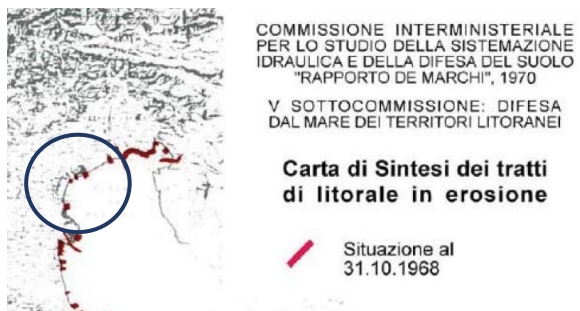 COMMISSIONE INTERMINISTERIALE
PER LO STUDIO DELLA SISTEMAZIONE
IDRAULICA E DELLA DIFESA DEL SUOLO
"RAPPORTO DE MARCHI", 1970
V SOTTOCOMMISSIONE: DIFESA
DAL MARE DEI TERRITORI LITORANEI
Carta di Sintesi dei tratti
di litorale in erosione
Situazione al
31.10.1968